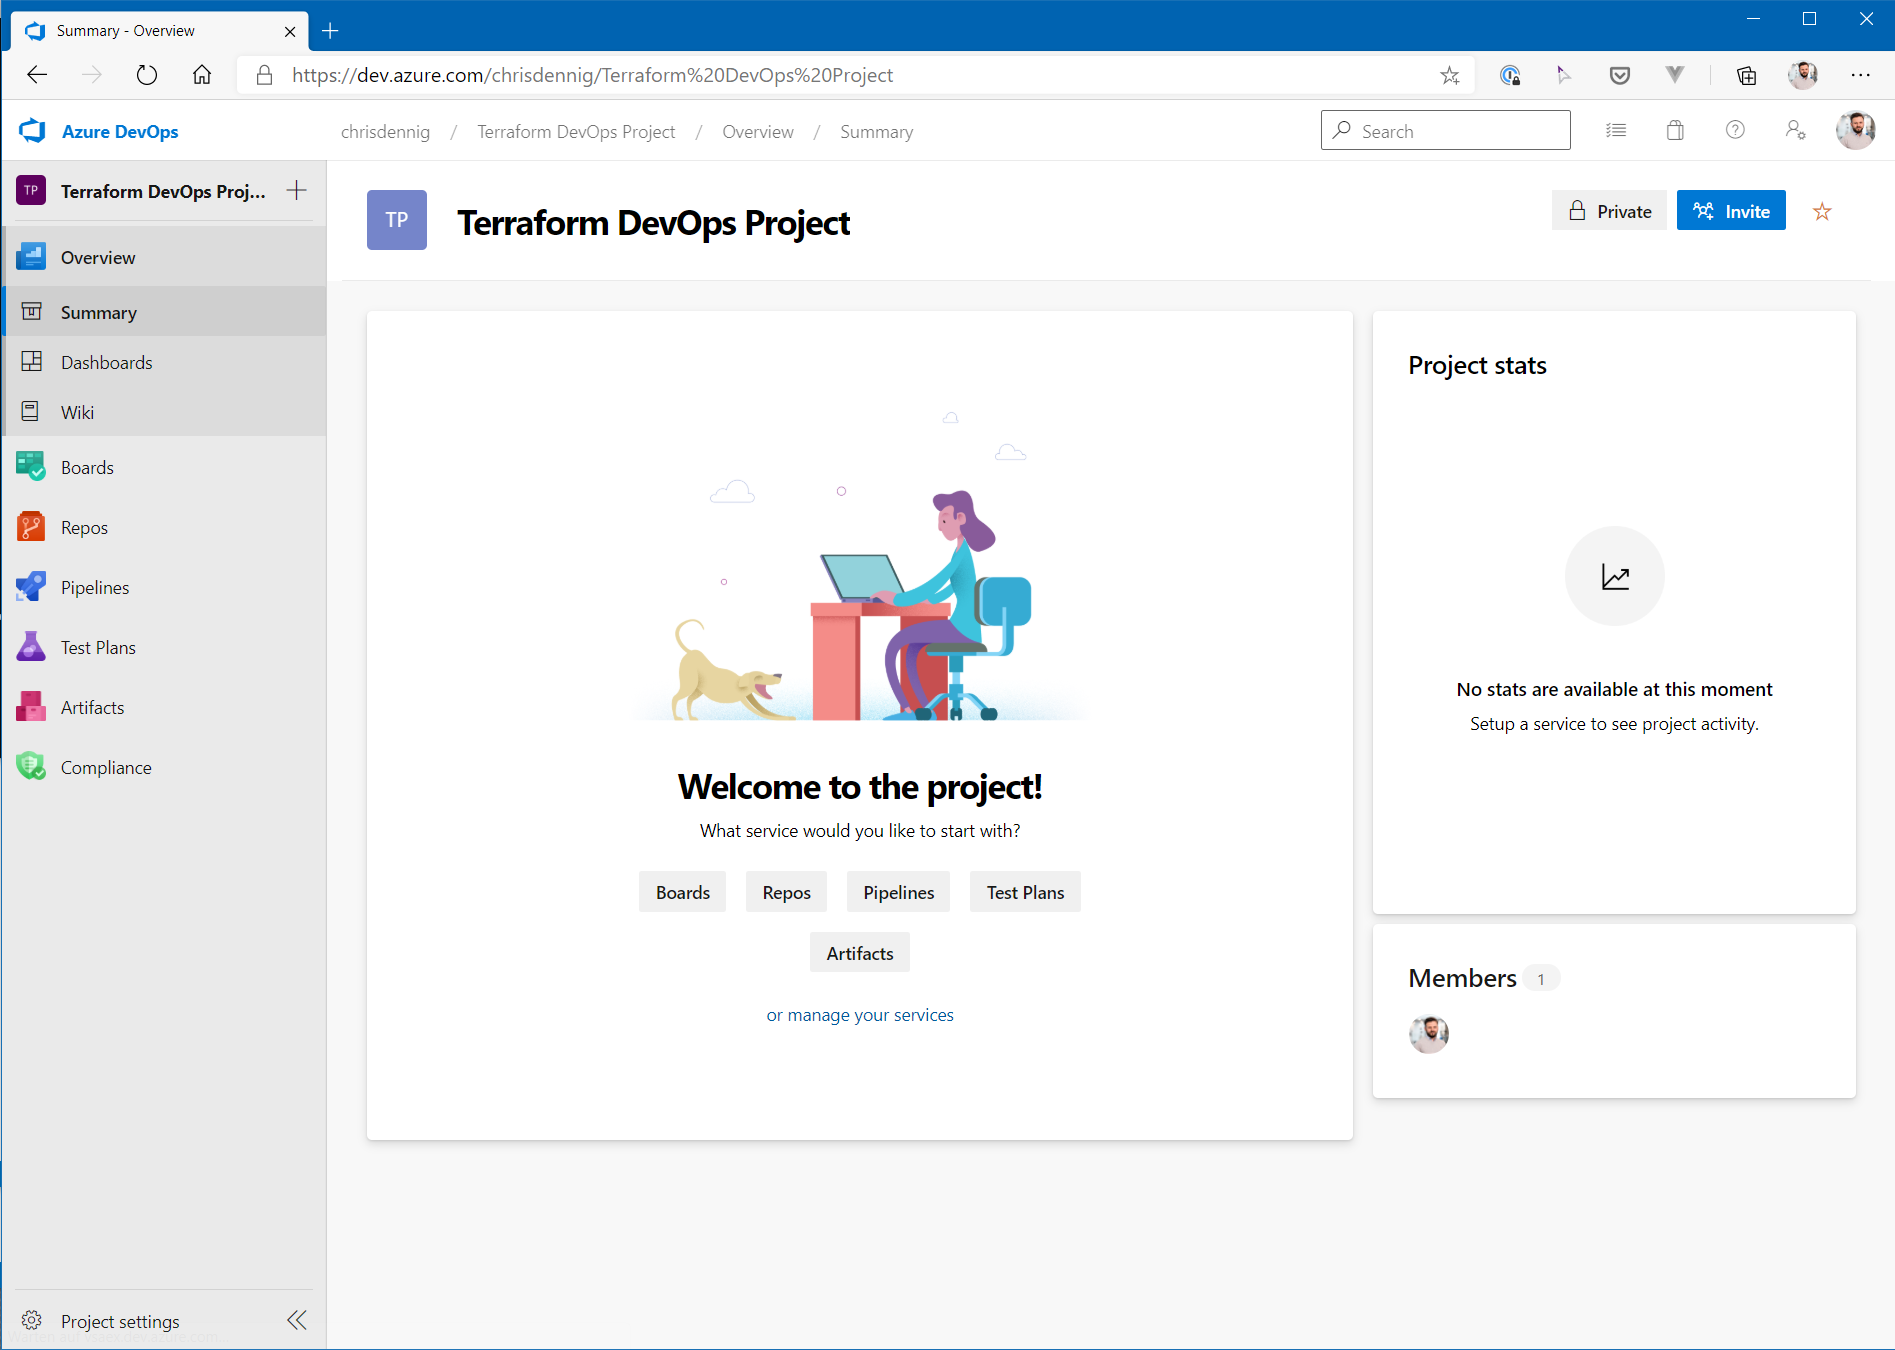 Summary - Overview
https://dev.azure.com/chrisdennig/Terraform%20DevOps%20Project
Azure DevOps
chrisdennig / Terraform DevOps Project / Overview / Summary
Search
TP
Terraform DevOps Proj...
Overview
Summary
Dashboards
Wiki
Boards
Repos
Pipelines
Test Plans
Artifacts
Compliance
Project settings
TP
Terraform DevOps Project
Private
Invite
Welcome to the project!
What service would you like to start with?
Boards
Repos
Pipelines
Test Plans
Artifacts
or manage your services
Project stats
No stats are available at this moment
Setup a service to see project activity.
Members 1